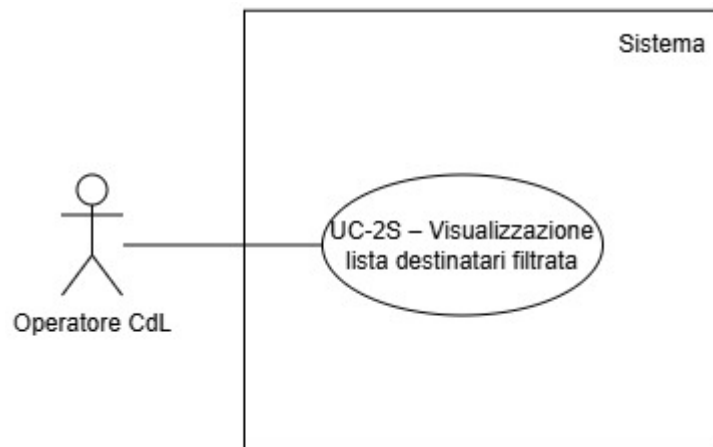 Sistema
UC-2S – Visualizzazione
lista destinatari filtrata
Operatore CdL